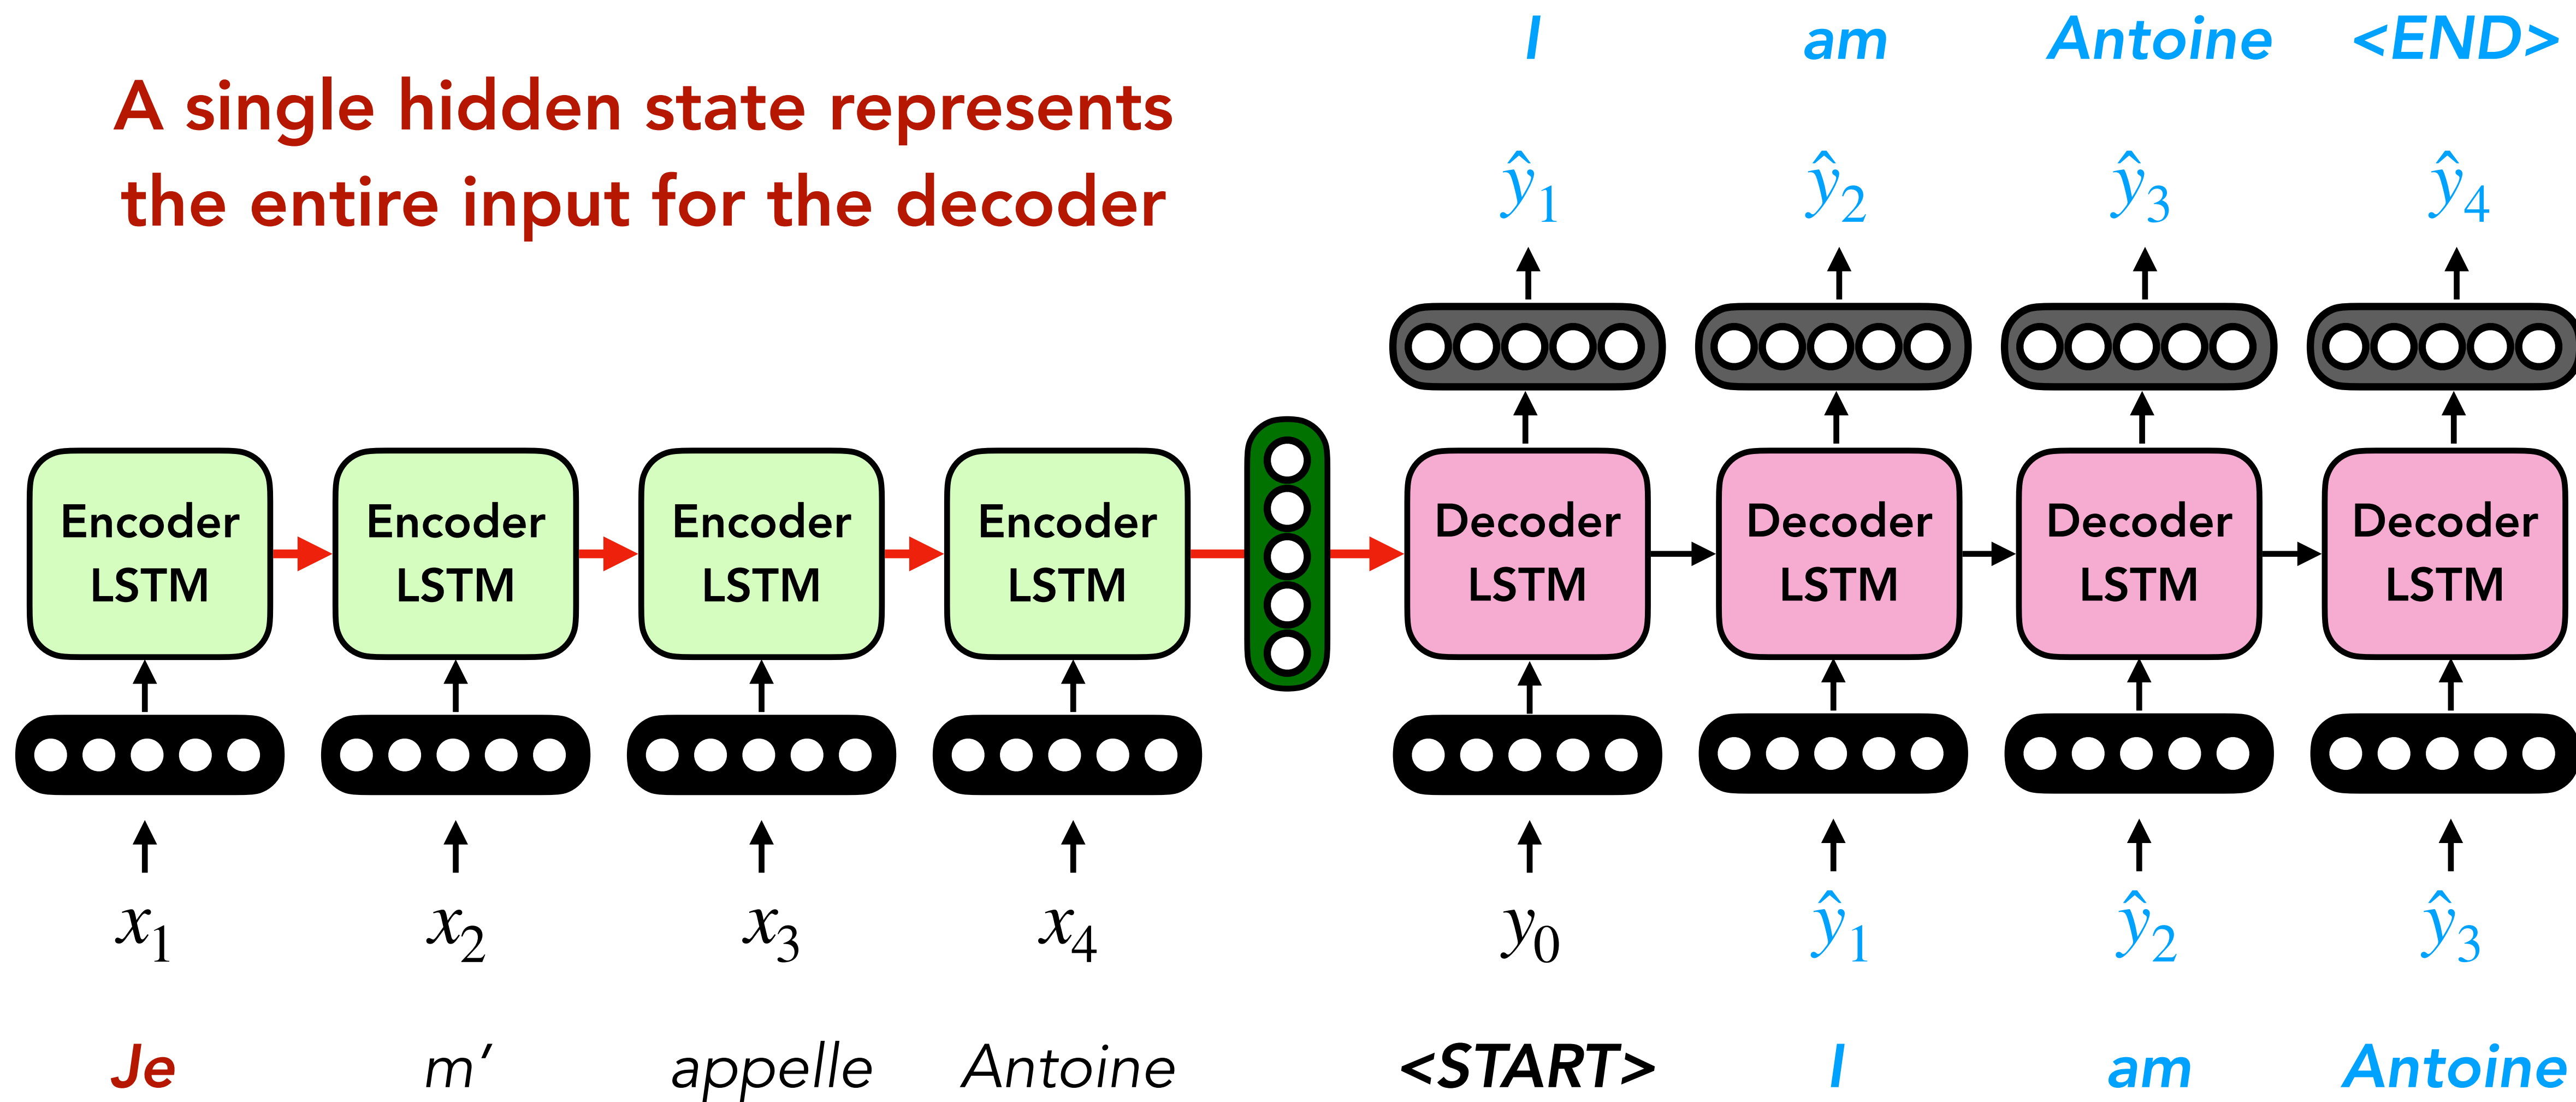 I am Antoine <END>
A single hidden state represents
the entire input for the decoder
ŷ₁ ŷ₂ ŷ₃ ŷ₄
Encoder LSTM
Encoder LSTM
Encoder LSTM
Encoder LSTM
Decoder LSTM
Decoder LSTM
Decoder LSTM
Decoder LSTM
x₁ x₂ x₃ x₄ y₀ ŷ₁ ŷ₂ ŷ₃
Je m’ appelle Antoine <START> I am Antoine